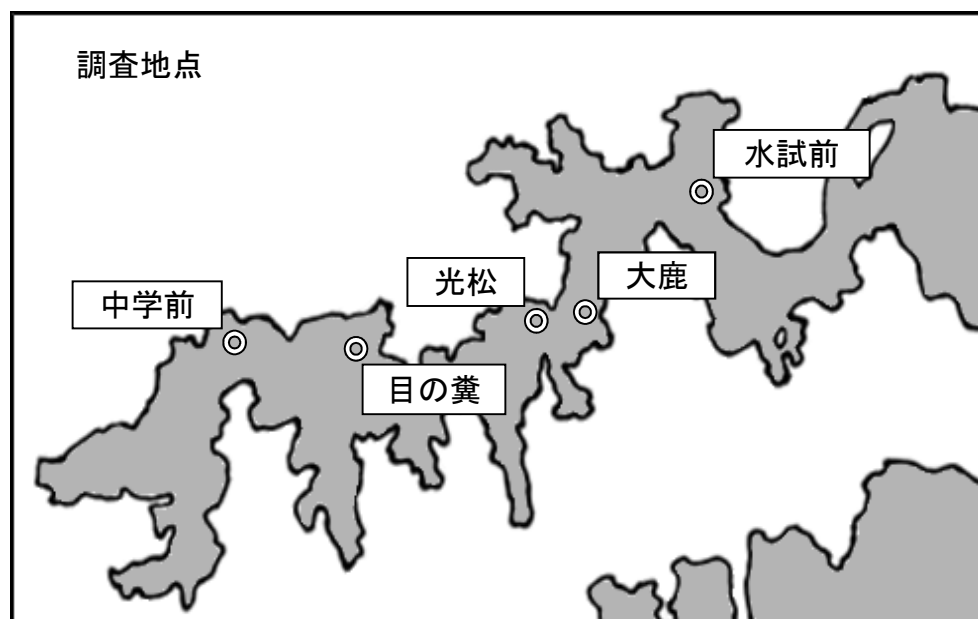 調査地点
水試前
光松
大鹿
中学前
目の糞